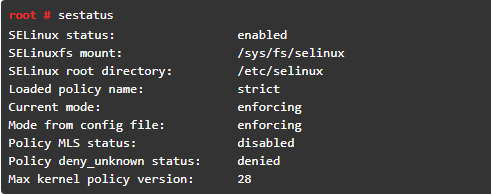 root # sestatus
SELinux status: enabled
SELinuxfs mount: /sys/fs/selinux
SELinux root directory: /etc/selinux
Loaded policy name: strict
Current mode: enforcing
Mode from config file: enforcing
Policy MLS status: disabled
Policy deny_unknown status: denied
Max kernel policy version: 28